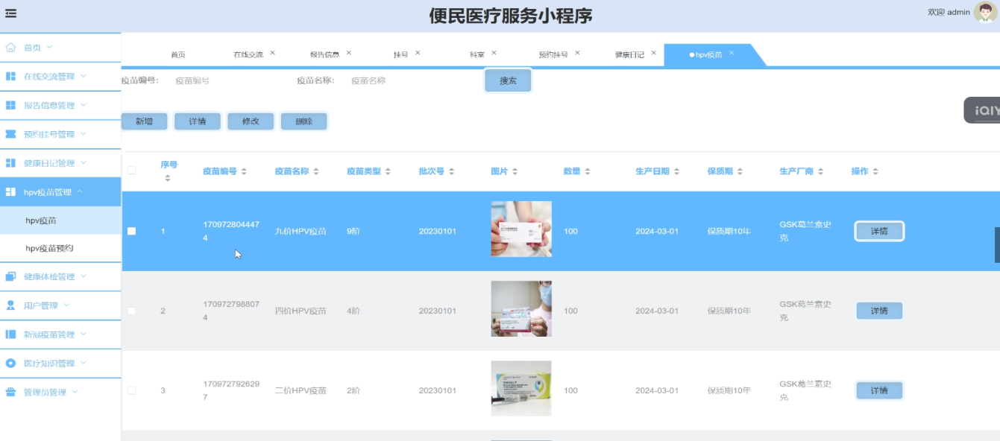 便民医疗服务小程序
欢迎 admin
首页
在线交流管理
报告信息管理
预约挂号管理
健康日记管理
hpv疫苗管理
hpv疫苗
hpv疫苗预约
健康体检管理
用户管理
新冠疫苗管理
医疗知识管理
管理员管理
首页 在线交流 × 报告信息 × 挂号 × 科室 × 预约挂号 × 健康日记 × hpv疫苗 ×
疫苗编号: 疫苗编号 疫苗名称: 疫苗名称 搜索
iQIY
新增 详情 修改 删除
序号 疫苗编号 疫苗名称 疫苗类型 批次号 图片 数量 生产日期 保质期 生产厂商 操作
1 170972804447 九价HPV疫苗 9阶 20230101 100 2024-03-01 保质期10年 GSK葛兰素史 详情
4 克
2 170972798807 四价HPV疫苗 4阶 20230101 100 2024-03-01 保质期10年 GSK葛兰素史 详情
4 克
3 170972792629 二价HPV疫苗 2阶 20230101 100 2024-03-01 保质期10年 GSK葛兰素史 详情
7 克